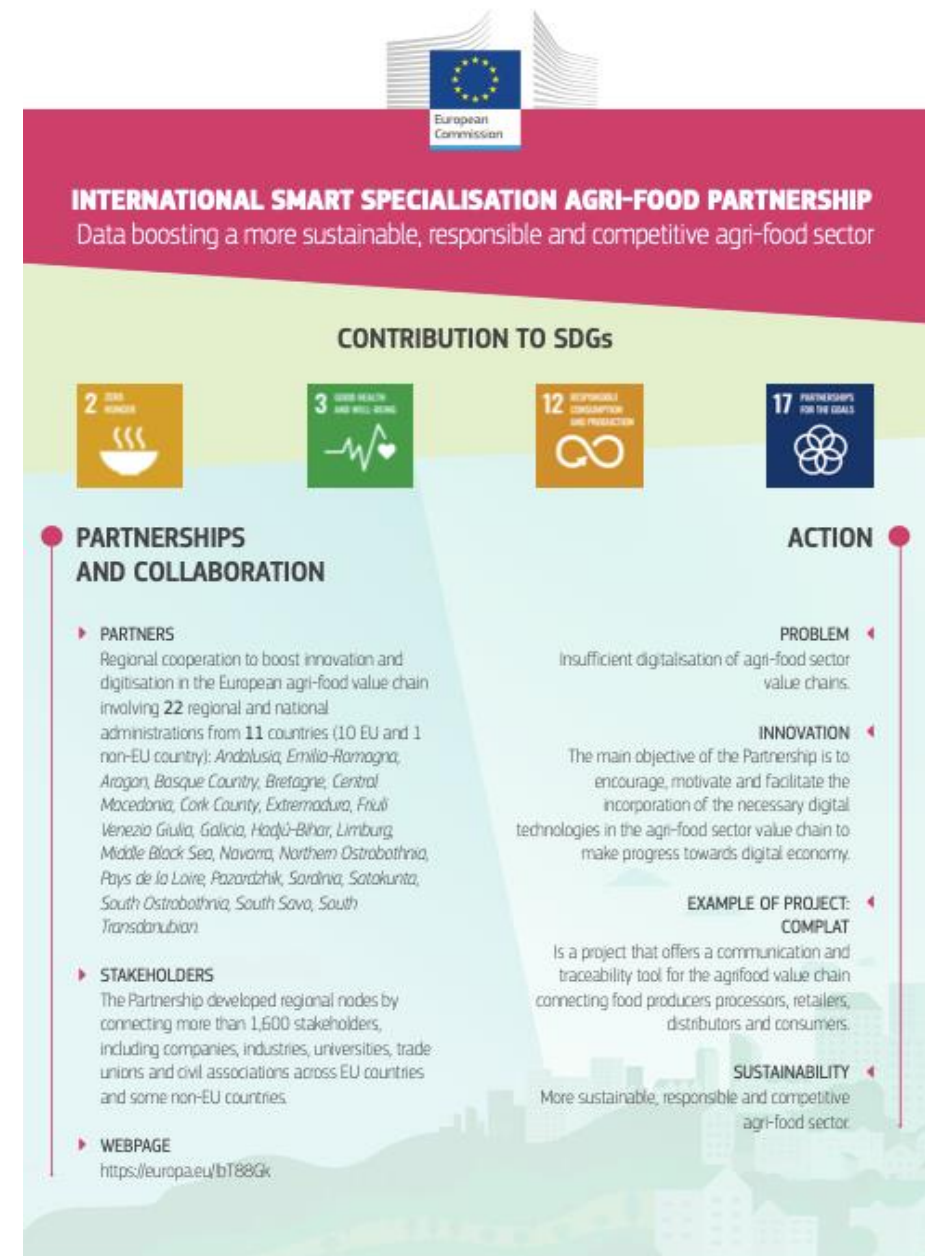 European
Commission
INTERNATIONAL SMART SPECIALISATION AGRI-FOOD PARTNERSHIP
Data boosting a more sustainable, responsible and competitive agri-food sector
CONTRIBUTION TO SDGs
2 ZERO
HUNGER
3 GOOD HEALTH
AND WELL-BEING
12 RESPONSIBLE
CONSUMPTION
AND PRODUCTION
17 PARTNERSHIPS
FOR THE GOALS
PARTNERSHIPS
AND COLLABORATION
PARTNERS
Regional cooperation to boost innovation and
digitisation in the European agri-food value chain
involving 22 regional and national
administrations from 11 countries (10 EU and 1
non-EU country): Andalusia, Emilia-Romagna,
Aragon, Basque Country, Bretagne, Central
Macedonia, Cork County, Extremadura, Friuli
Venezia Giulia, Galicia, Hadjú-Bihar, Limburg,
Middle Black Sea, Navarra, Northern Ostrobothnia,
Pays de la Loire, Pazardzhik, Sardinia, Satakunta,
South Ostrobothnia, South Savo, South
Transdanubian
STAKEHOLDERS
The Partnership developed regional nodes by
connecting more than 1,600 stakeholders,
including companies, industries, universities, trade
unions and civil associations across EU countries
and some non-EU countries.
WEBPAGE
https://europa.eu/!bT88Gk
ACTION
PROBLEM
Insufficient digitalisation of agri-food sector
value chains.
INNOVATION
The main objective of the Partnership is to
encourage, motivate and facilitate the
incorporation of the necessary digital
technologies in the agri-food sector value chain to
make progress towards digital economy.
EXAMPLE OF PROJECT:
COMPLAT
Is a project that offers a communication and
traceability tool for the agrifood value chain
connecting food producers processors, retailers,
distributors and consumers.
SUSTAINABILITY
More sustainable, responsible and competitive
agri-food sector.